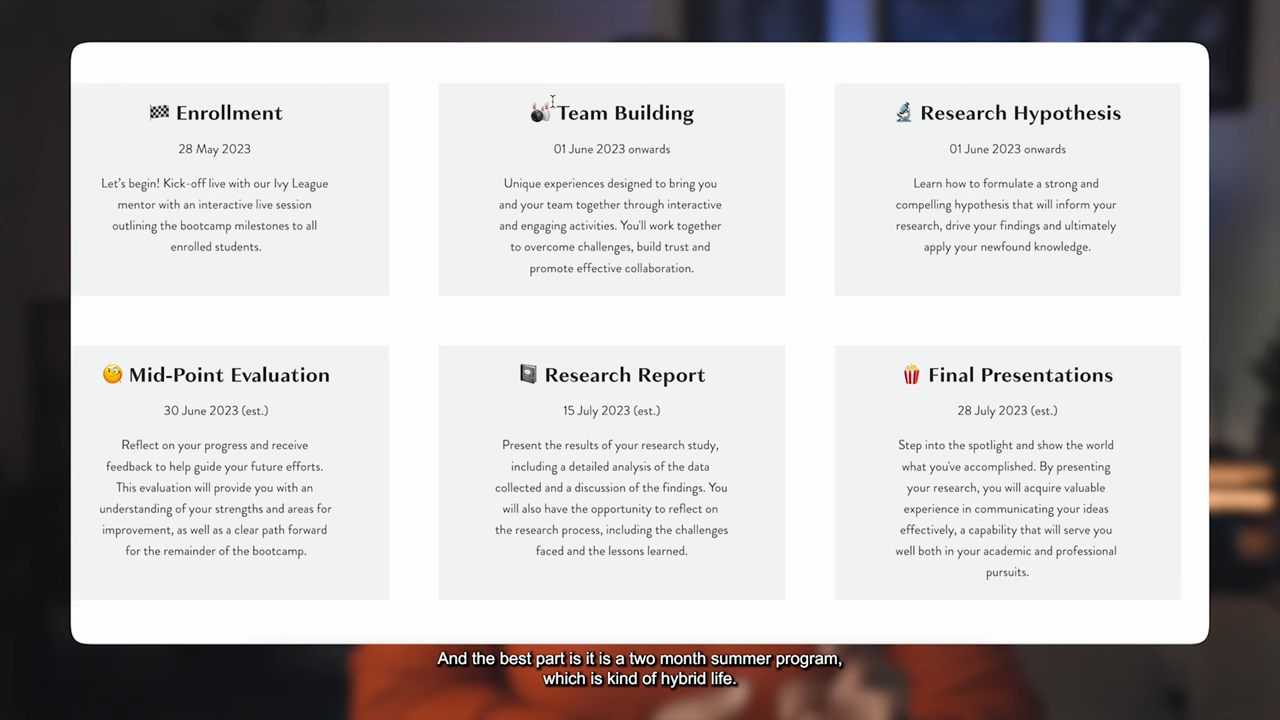 Enrollment
28 May 2023
Let's begin! Kick-off live with our Ivy League
mentor with an interactive live session
outlining the bootcamp milestones to all
enrolled students.
Team Building
01 June 2023 onwards
Unique experiences designed to bring you
and your team together through interactive
and engaging activities. You'll work together
to overcome challenges, build trust and
promote effective collaboration.
Research Hypothesis
01 June 2023 onwards
Learn how to formulate a strong and
compelling hypothesis that will inform your
research, drive your findings and ultimately
apply your newfound knowledge.
Mid-Point Evaluation
30 June 2023 (est.)
Reflect on your progress and receive
feedback to help guide your future efforts.
This evaluation will provide you with an
understanding of your strengths and areas for
improvement, as well as a clear path forward
for the remainder of the bootcamp.
Research Report
15 July 2023 (est.)
Present the results of your research study,
including a detailed analysis of the data
collected and a discussion of the findings. You
will also have the opportunity to reflect on
the research process, including the challenges
faced and the lessons learned.
Final Presentations
28 July 2023 (est.)
Step into the spotlight and show the world
what you've accomplished. By presenting
your research, you will acquire valuable
experience in communicating your ideas
effectively, a capability that will serve you
well both in your academic and professional
pursuits.
And the best part is it is a two month summer program,
which is kind of hybrid life.